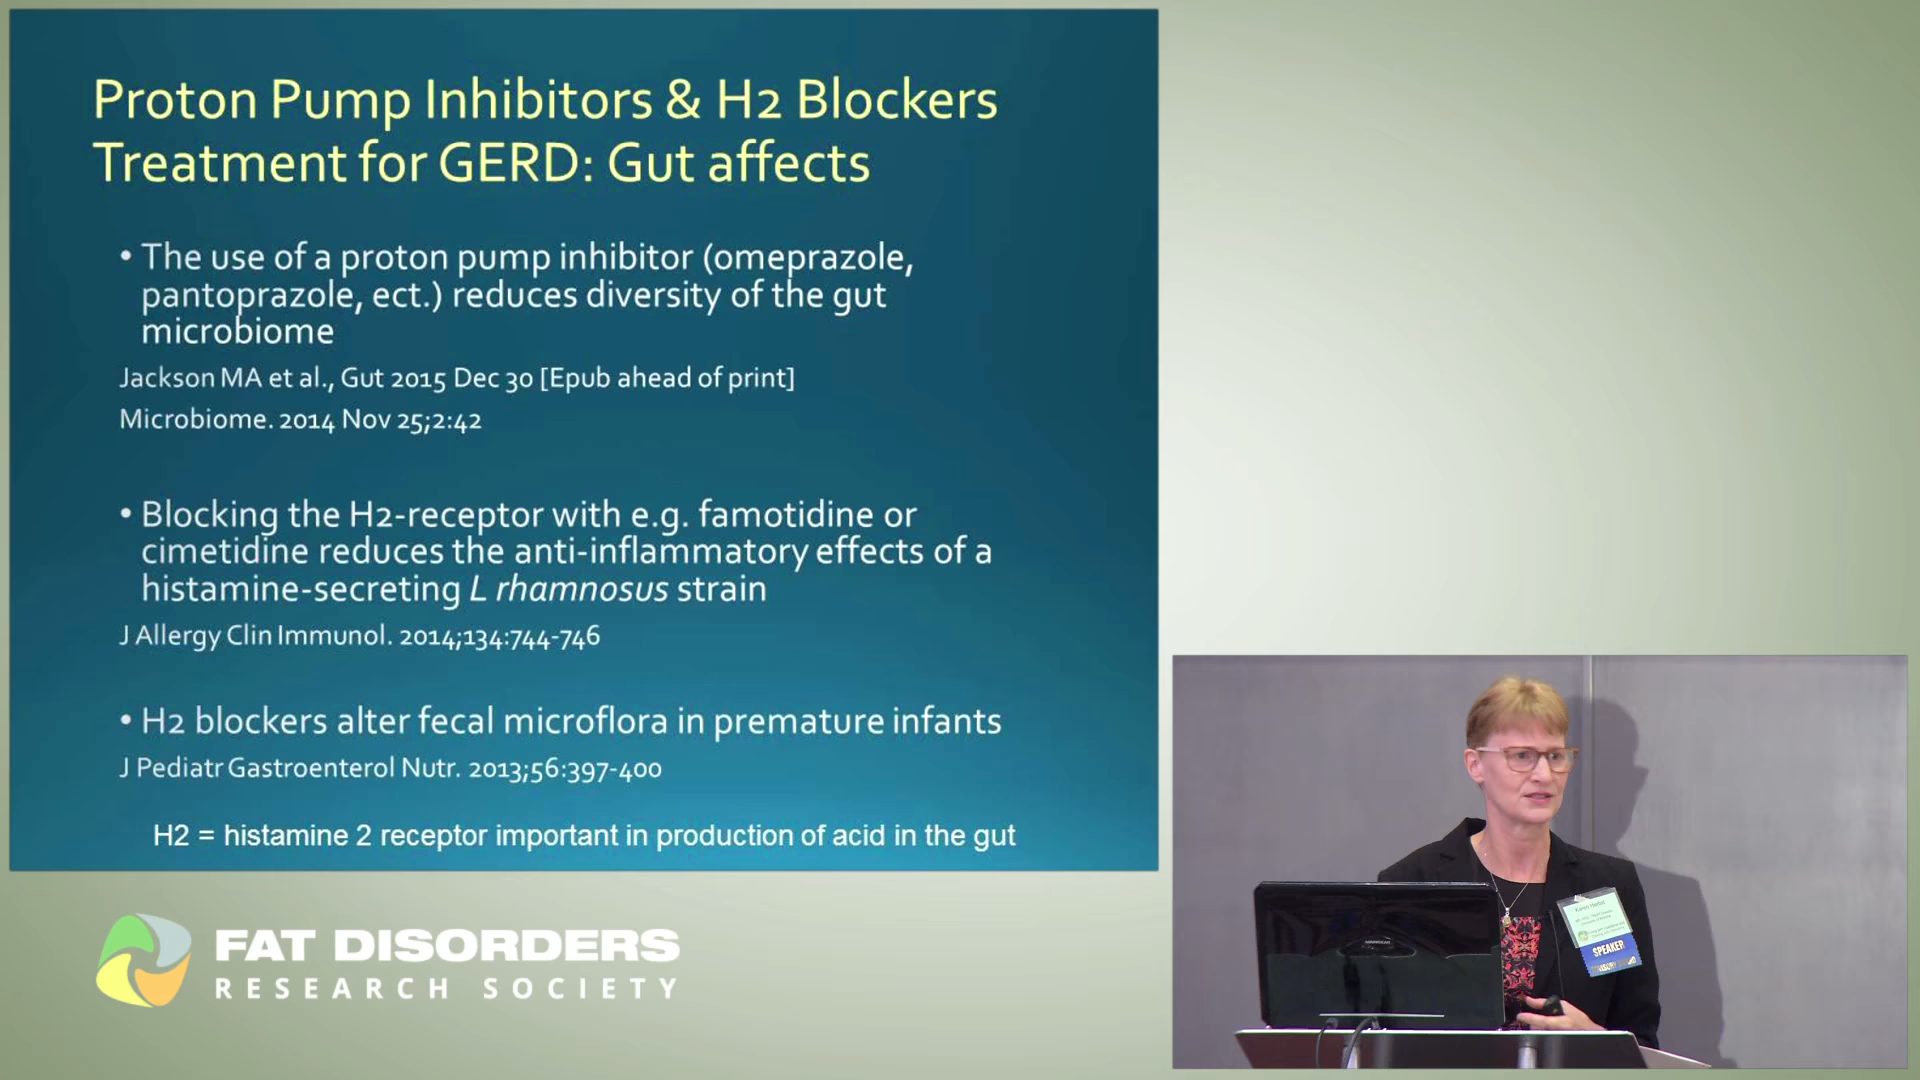 Proton Pump Inhibitors & H2 Blockers
Treatment for GERD: Gut affects
• The use of a proton pump inhibitor (omeprazole,
pantoprazole, ect.) reduces diversity of the gut
microbiome
Jackson MA et al., Gut 2015 Dec 30 [Epub ahead of print]
Microbiome. 2014 Nov 25;2:42
• Blocking the H2-receptor with e.g. famotidine or
cimetidine reduces the anti-inflammatory effects of a
histamine-secreting L rhamnosus strain
J Allergy Clin Immunol. 2014;134:744-746
• H2 blockers alter fecal microflora in premature infants
J Pediatr Gastroenterol Nutr. 2013;56:397-400
H2 = histamine 2 receptor important in production of acid in the gut
FAT DISORDERS
RESEARCH SOCIETY
Karen
SPEAKER